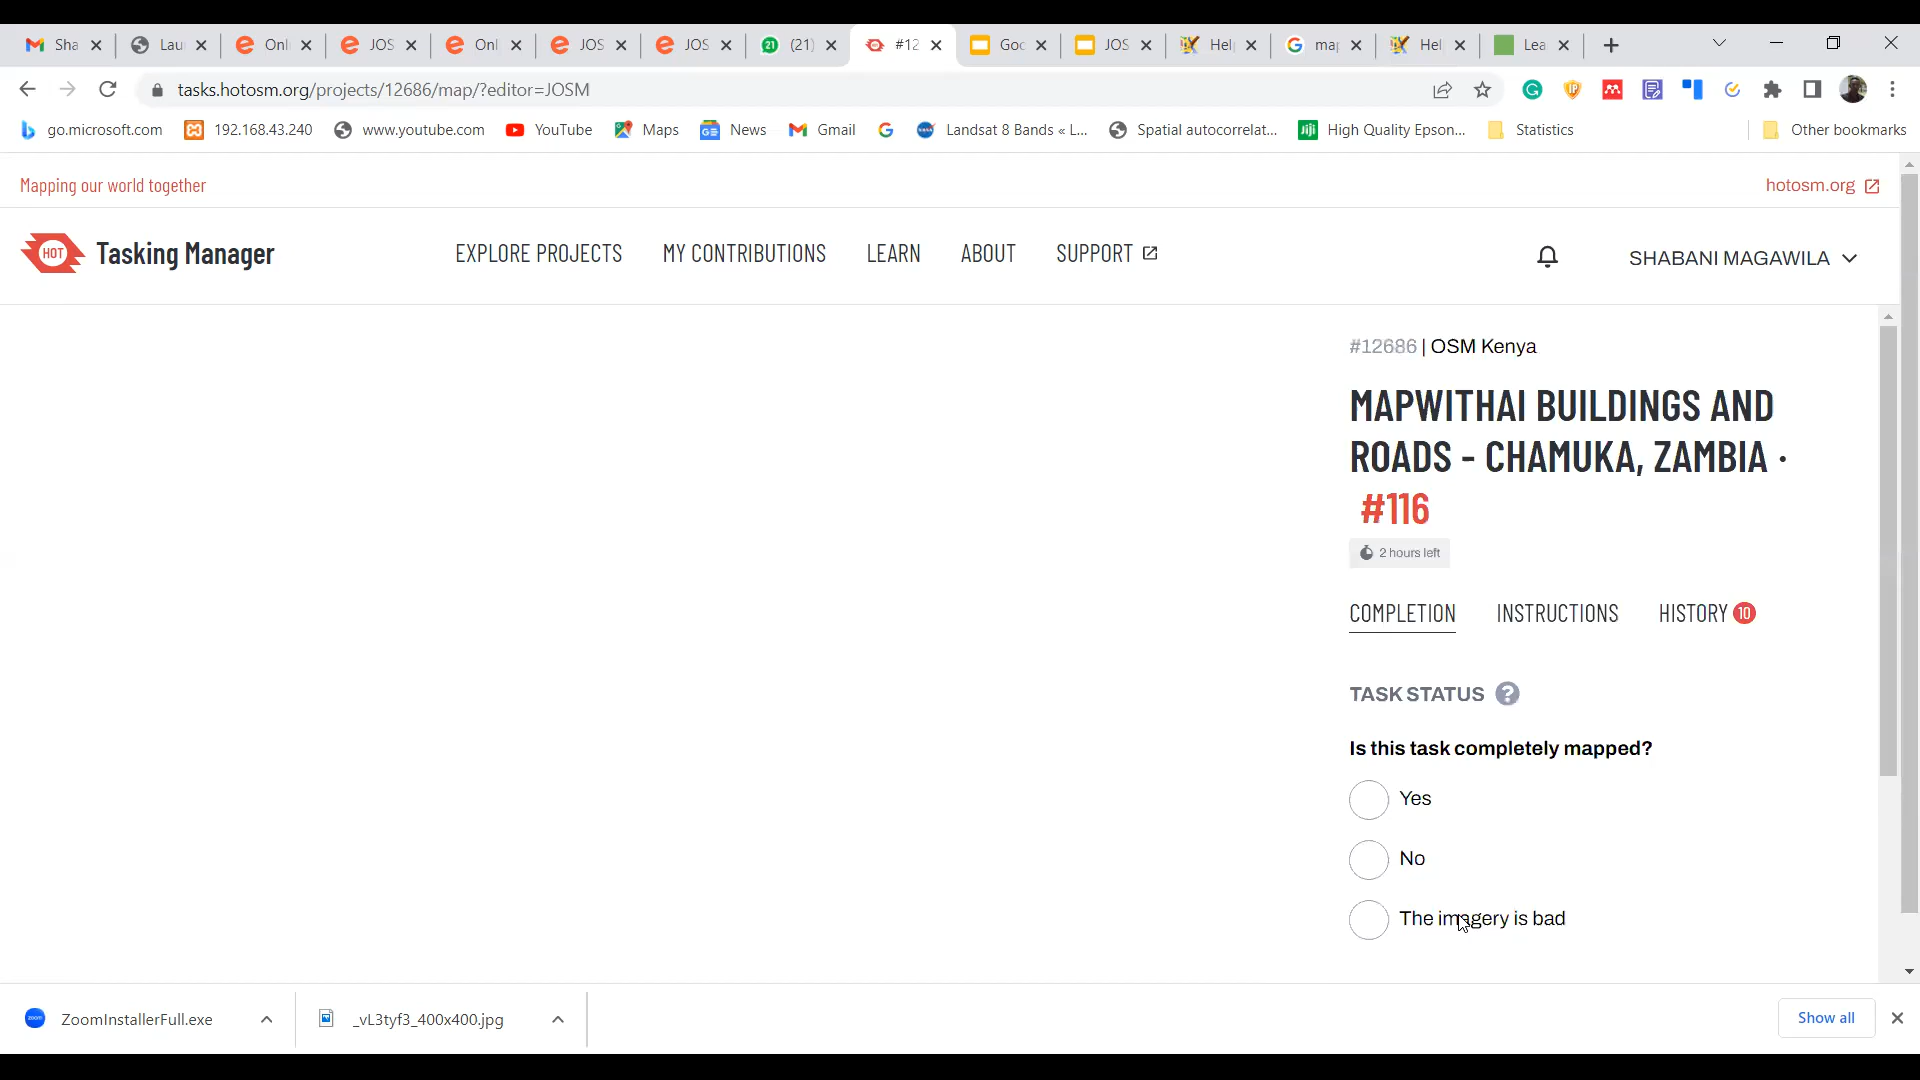 Sha
Lau
Onl
JOS
Onl
JOS
JOS
21
(21)
#12
Goo
JOS
Hel
map
Hel
Lea
tasks.hotosm.org/projects/12686/map/?editor=JOSM
go.microsoft.com
192.168.43.240
www.youtube.com
YouTube
Maps
News
Gmail
Landsat 8 Bands « L...
Spatial autocorrelat...
High Quality Epson...
Statistics
Other bookmarks
Mapping our world together
hotosm.org
HOT
Tasking Manager
EXPLORE PROJECTS
MY CONTRIBUTIONS
LEARN
ABOUT
SUPPORT
SHABANI MAGAWILA
#12686 | OSM Kenya
MAPWITHAI BUILDINGS AND
ROADS - CHAMUKA, ZAMBIA ·
#116
2 hours left
COMPLETION
INSTRUCTIONS
HISTORY 10
TASK STATUS ?
Is this task completely mapped?
Yes
No
The imagery is bad
ZoomInstallerFull.exe
_vL3tyf3_400x400.jpg
Show all